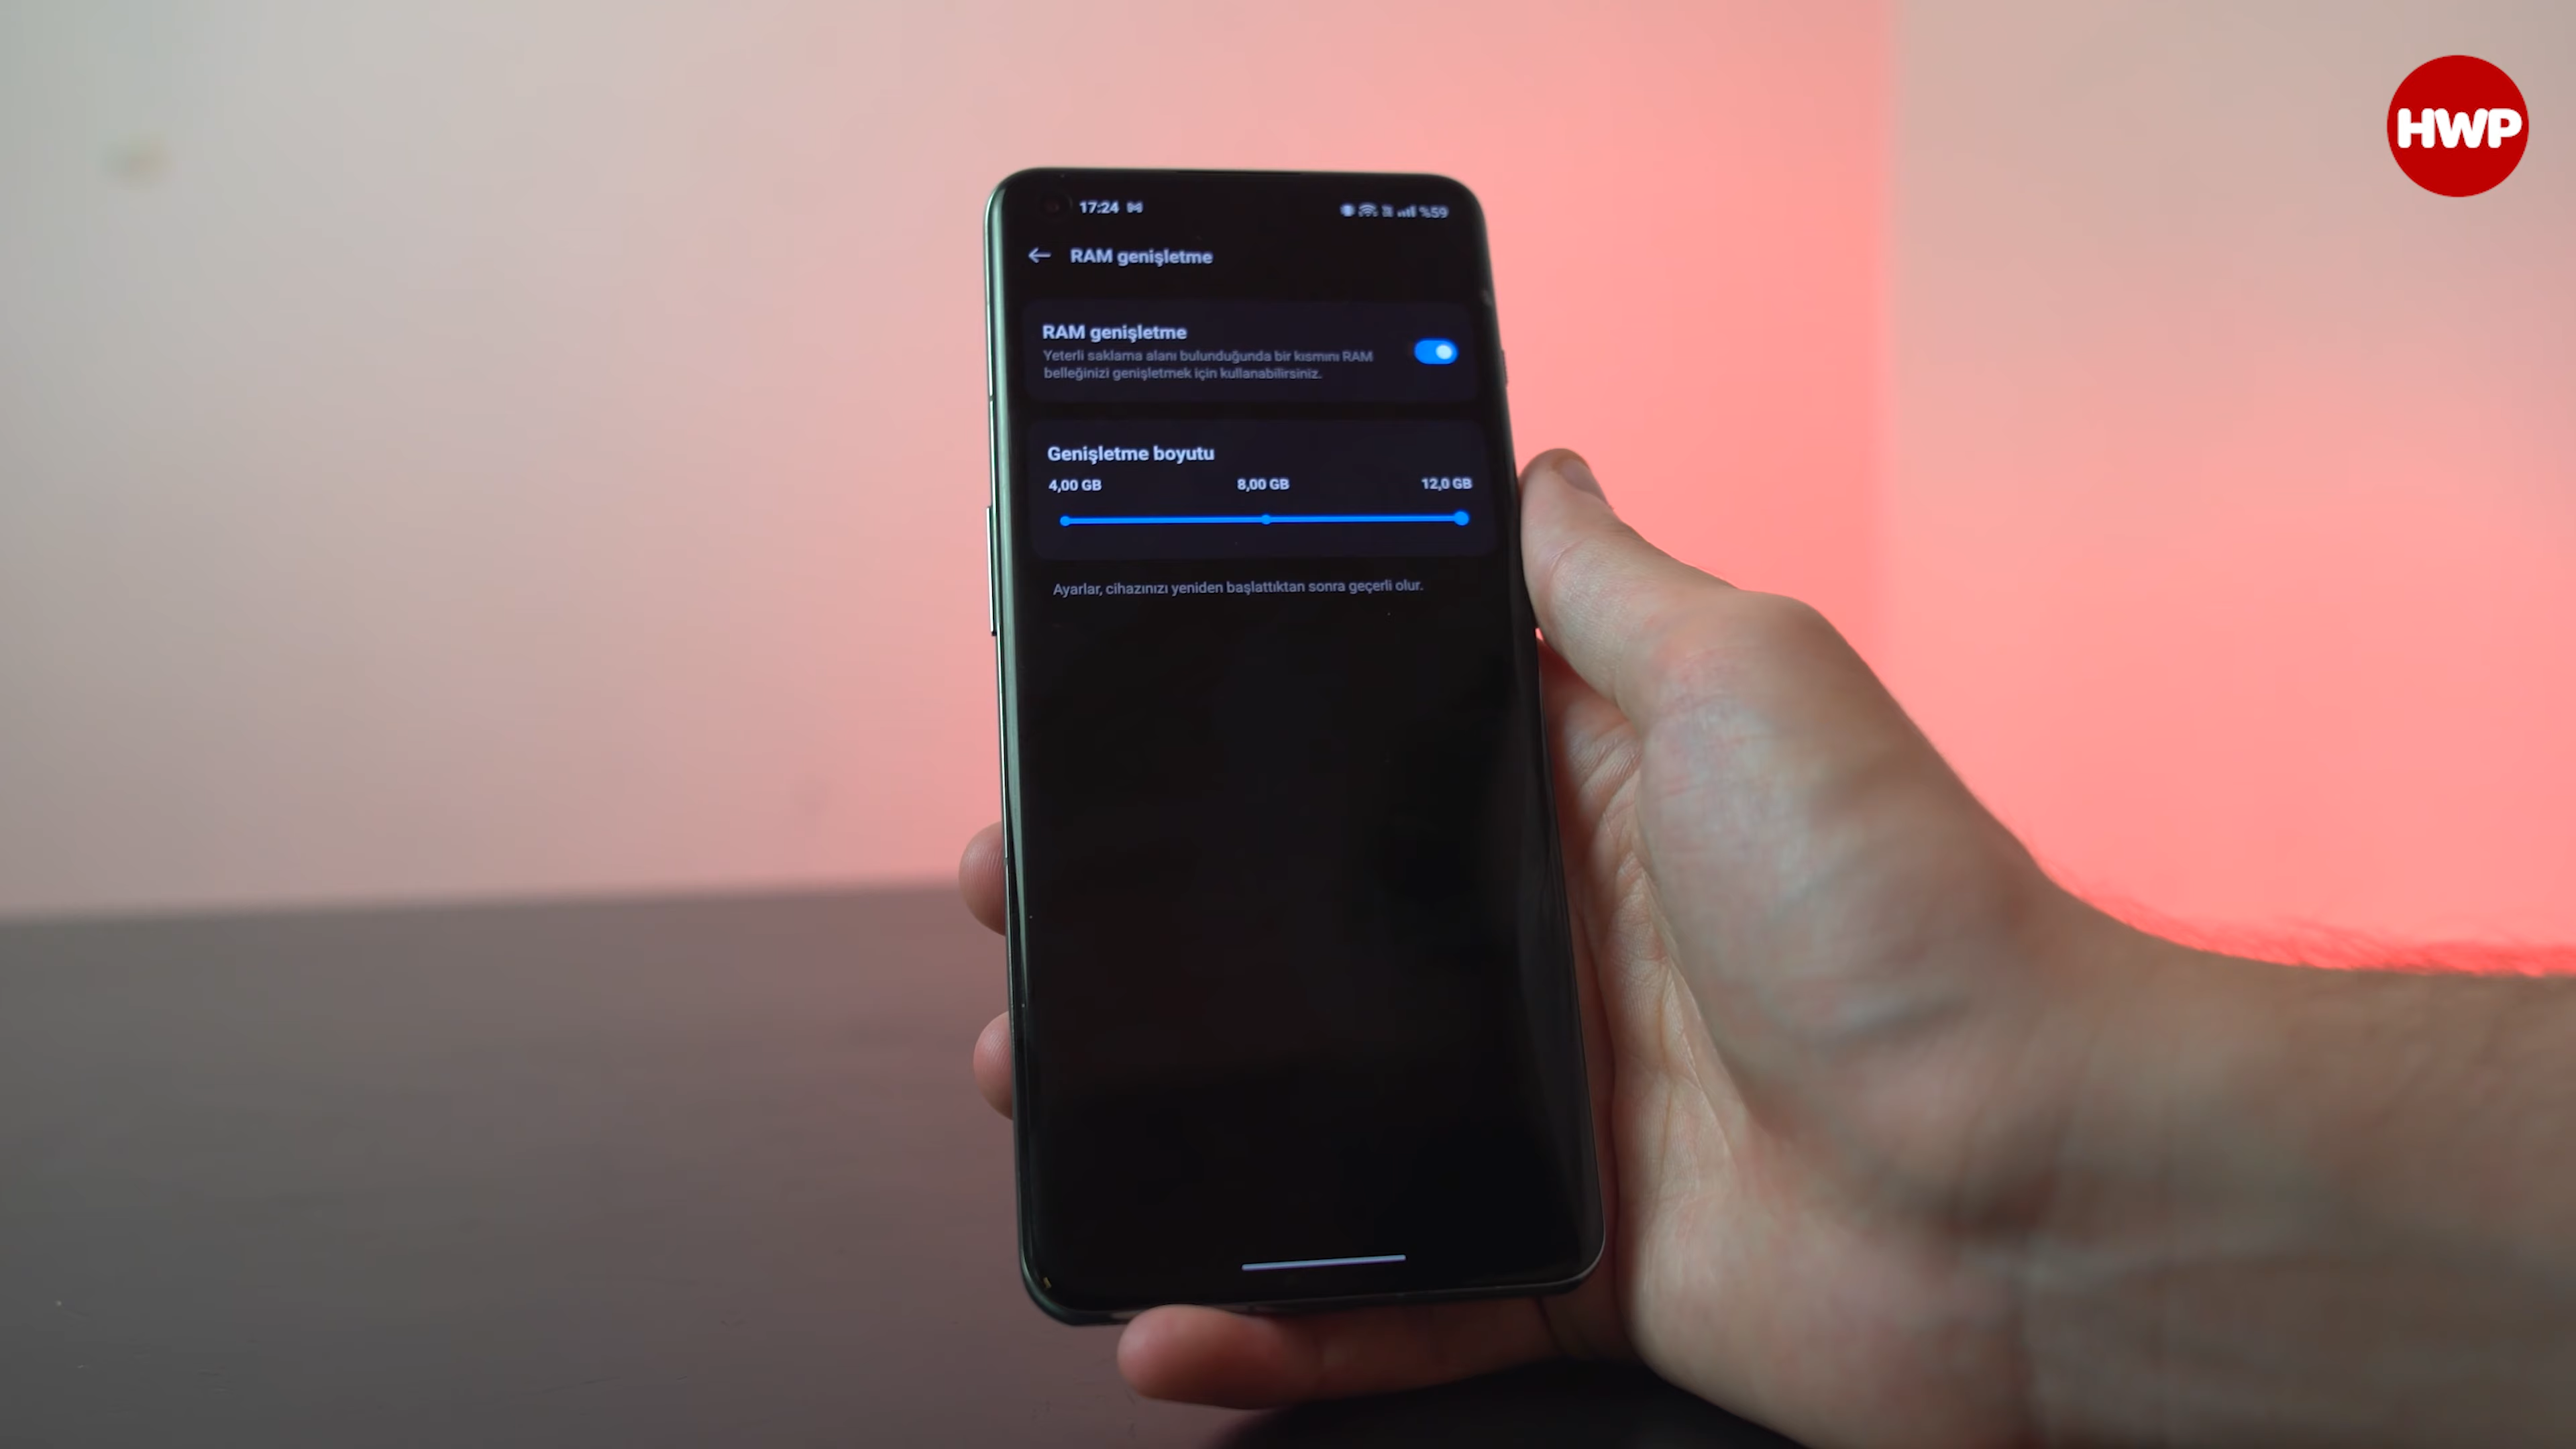 HWP
17:24
%59
RAM genişletme
RAM genişletme
Yeterli saklama alanı bulunduğunda bir kısmını RAM
belleğinizi genişletmek için kullanabilirsiniz.
Genişletme boyutu
4,00 GB 8,00 GB 12,0 GB
Ayarlar, cihazınızı yeniden başlattıktan sonra geçerli olur.